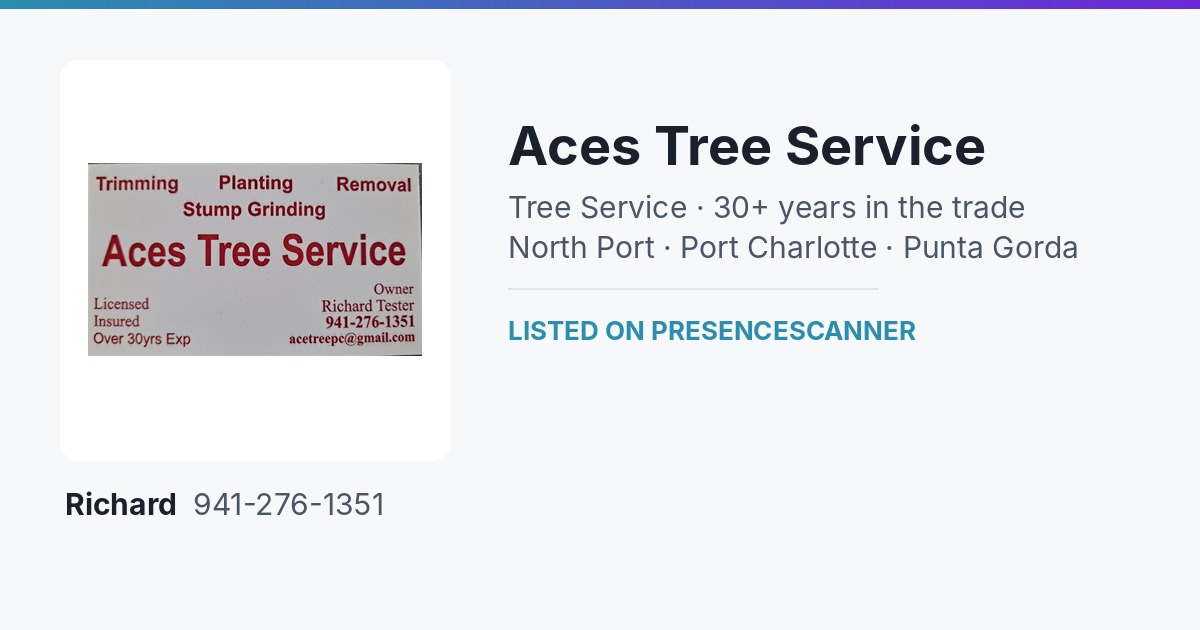 Trimming Planting Removal
Stump Grinding
Aces Tree Service
Owner
Licensed Richard Tester
Insured 941-276-1351
Over 30yrs Exp acetreepc@gmail.com
Richard 941-276-1351
Aces Tree Service
Tree Service · 30+ years in the trade
North Port · Port Charlotte · Punta Gorda
LISTED ON PRESENCESCANNER